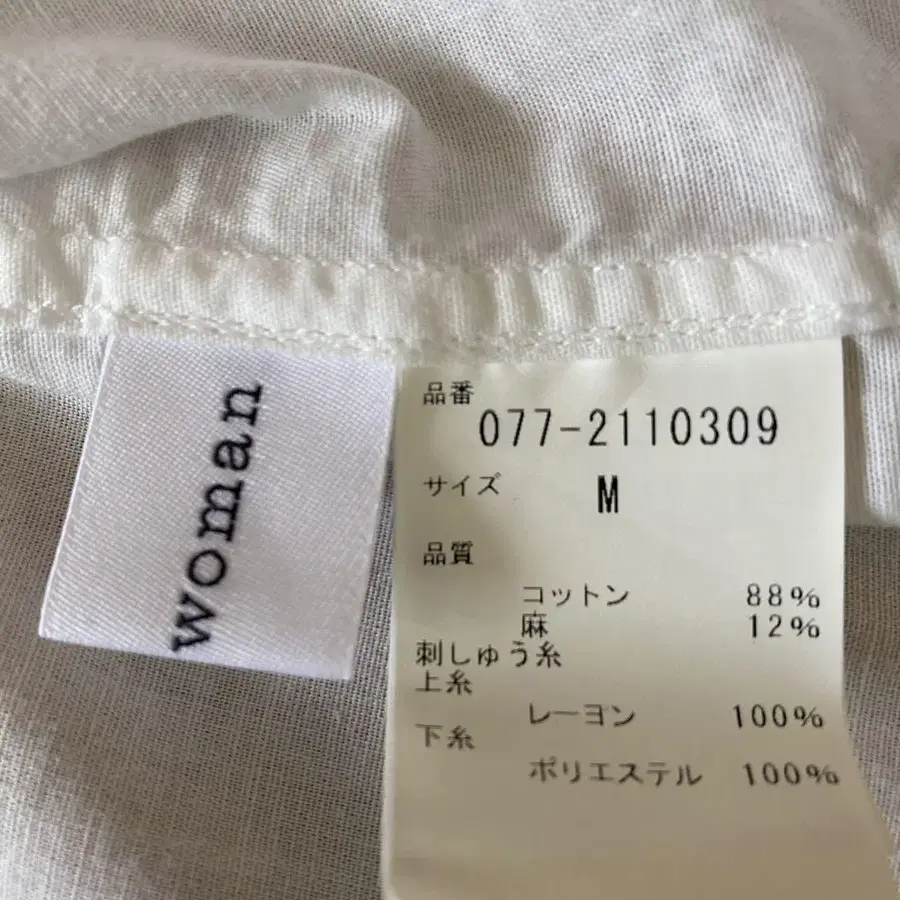 woman
品番
077-2110309
サイズ M
品質
コットン 88%
麻 12%
刺しゅう糸
上糸
レーヨン 100%
下糸
ポリエステル 100%